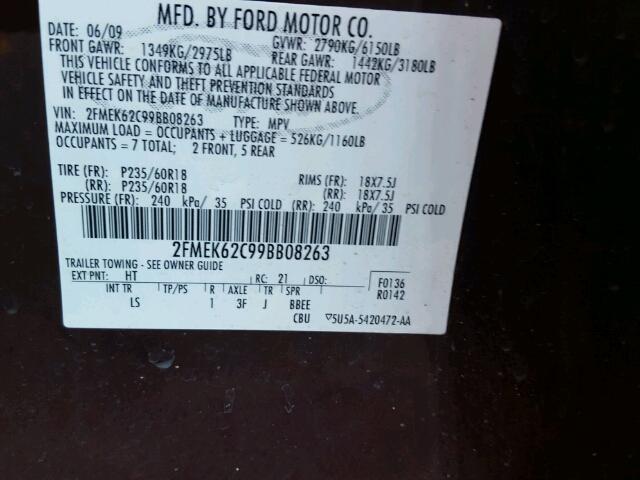 MFD. BY FORD MOTOR CO.
DATE: 06/09 GVWR: 2790KG/6150LB
FRONT GAWR: 1349KG/2975LB REAR GAWR: 1442KG/3180LB
THIS VEHICLE CONFORMS TO ALL APPLICABLE FEDERAL MOTOR
VEHICLE SAFETY AND THEFT PREVENTION STANDARDS
IN EFFECT ON THE DATE OF MANUFACTURE SHOWN ABOVE.
VIN: 2FMEK62C99BB08263 TYPE: MPV
MAXIMUM LOAD = OCCUPANTS + LUGGAGE = 526KG/1160LB
OCCUPANTS = 7 TOTAL; 2 FRONT, 5 REAR
TIRE (FR): P235/60R18 RIMS (FR): 18X7.5J
(RR): P235/60R18 (RR): 18X7.5J
PRESSURE (FR): 240 kPa/ 35 PSI COLD (RR): 240 kPa/ 35 PSI COLD
2FMEK62C99BB08263
TRAILER TOWING - SEE OWNER GUIDE
EXT PNT: HT RC: 21 DSO: F0136
INT TR TP/PS R AXLE TR SPR R0142
LS 1 3F J BBEE
CBU ▽5U5A-5420472-AA